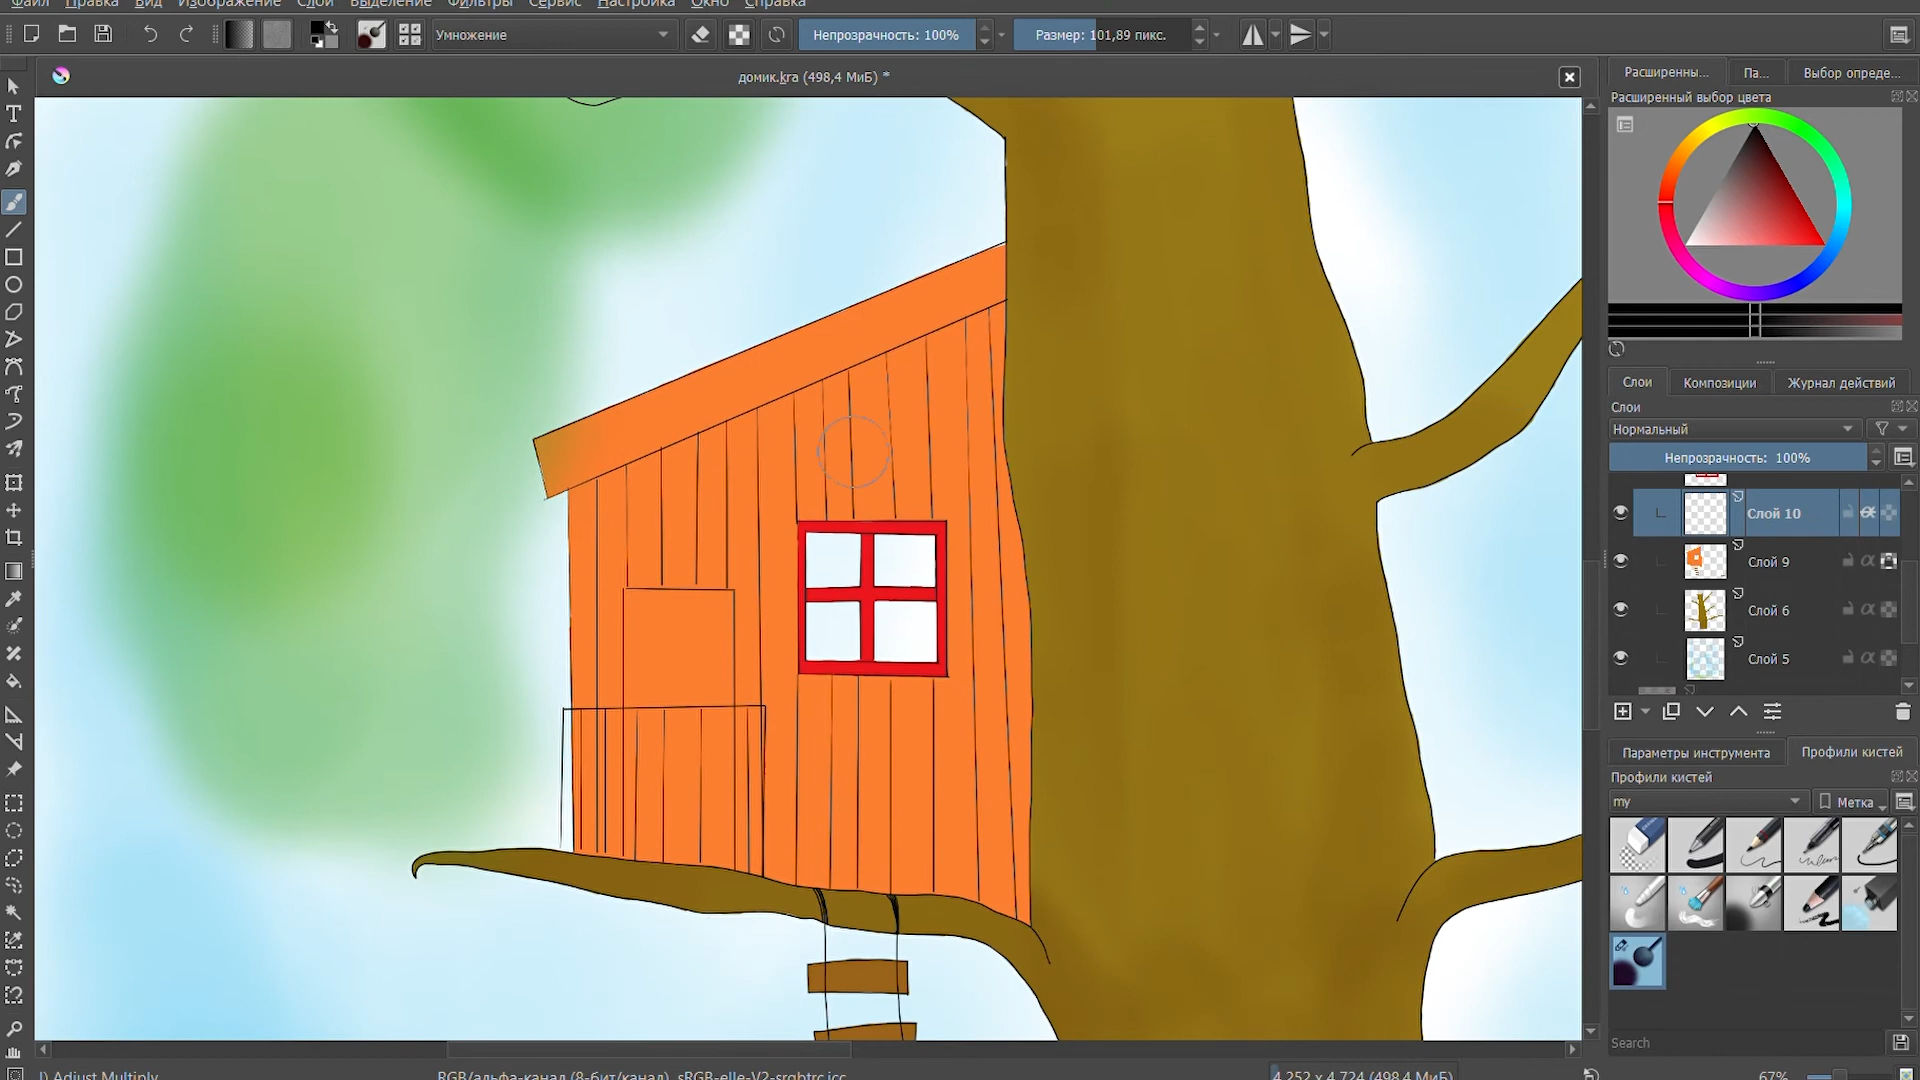 Файл Правка Вид Изображение Слои Выделение Фильтры Сервис Настройка Окно Справка
Умножение
Непрозрачность: 100%
Размер: 101,89 пикс.
домик.kra (498,4 МиБ) *
Расширенны...
Па...
Выбор опреде...
Расширенный выбор цвета
Слои
Композиции
Журнал действий
Слои
Нормальный
Непрозрачность: 100%
Слой 10
Слой 9
Слой 6
Слой 5
Параметры инструмента
Профили кистей
Профили кистей
my
Метка
Search
l) Adjust Multiply
RGB/альфа-канал (8-бит/канал) sRGB-elle-V2-srgbtrc.icc
4 252 x 4 724 (498,4 МиБ)
67%